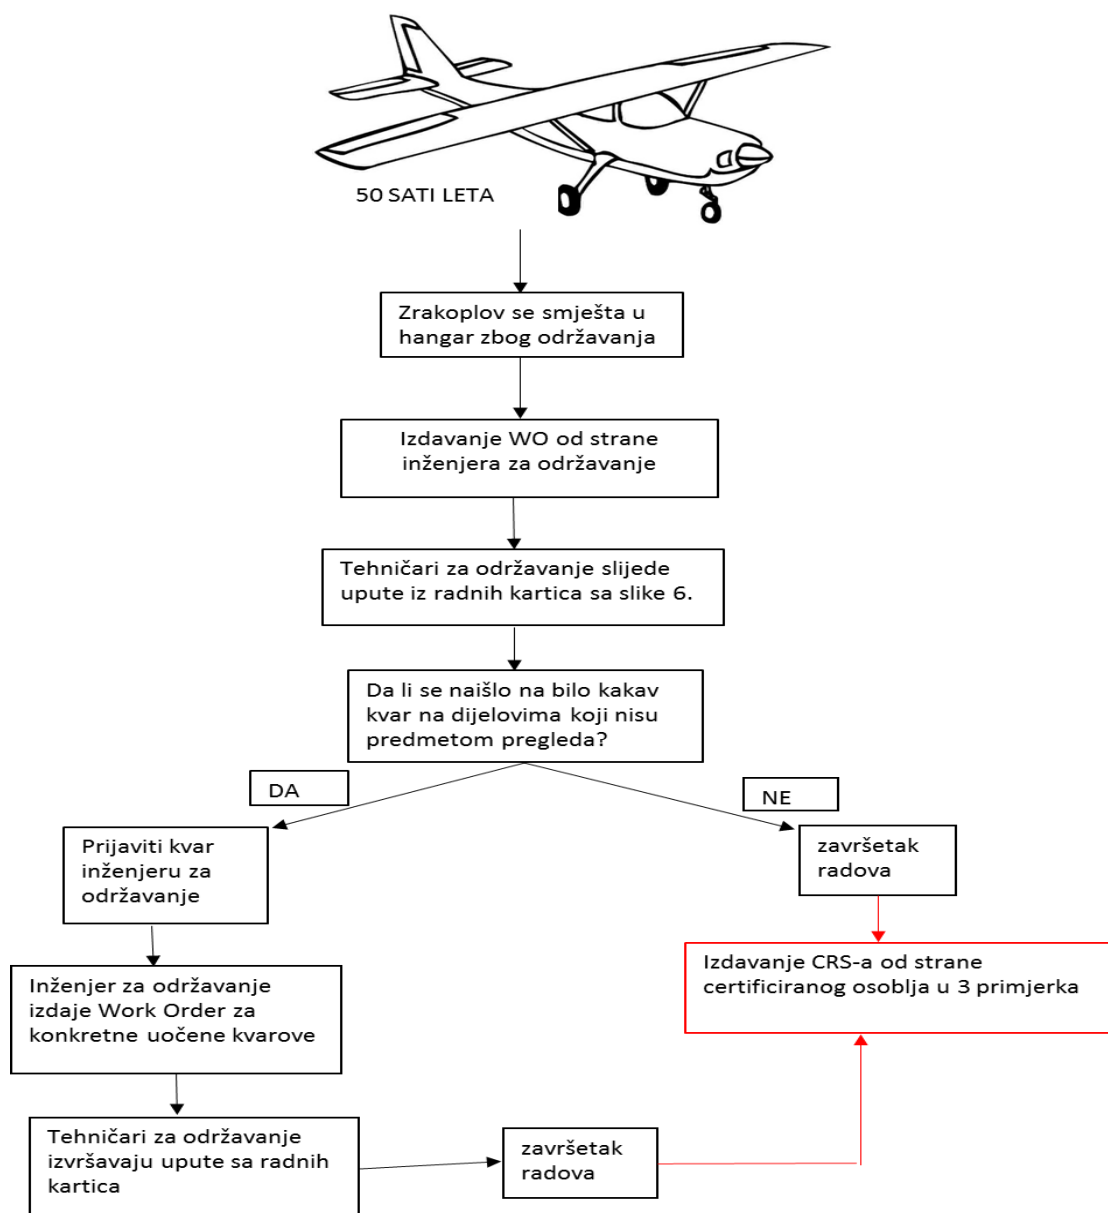 50 SATI LETA
Zrakoplov se smješta u
hangar zbog održavanja
Izdavanje WO od strane
inženjera za održavanje
Tehničari za održavanje slijede
upute iz radnih kartica sa slike 6.
Da li se naišlo na bilo kakav
kvar na dijelovima koji nisu
predmetom pregleda?
DA
NE
Prijaviti kvar
inženjeru za
održavanje
završetak
radova
Inženjer za održavanje
izdaje Work Order za
konkretne uočene kvarove
Izdavanje CRS-a od strane
certificiranog osoblja u 3 primjerka
Tehničari za održavanje
izvršavaju upute sa radnih
kartica
završetak
radova